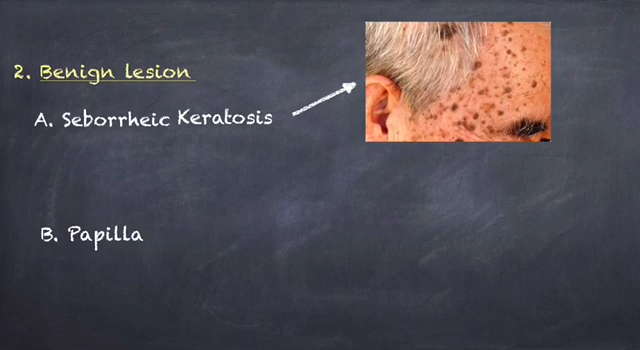 2. Benign lesion
A. Seborrheic Keratosis
B. Papilla